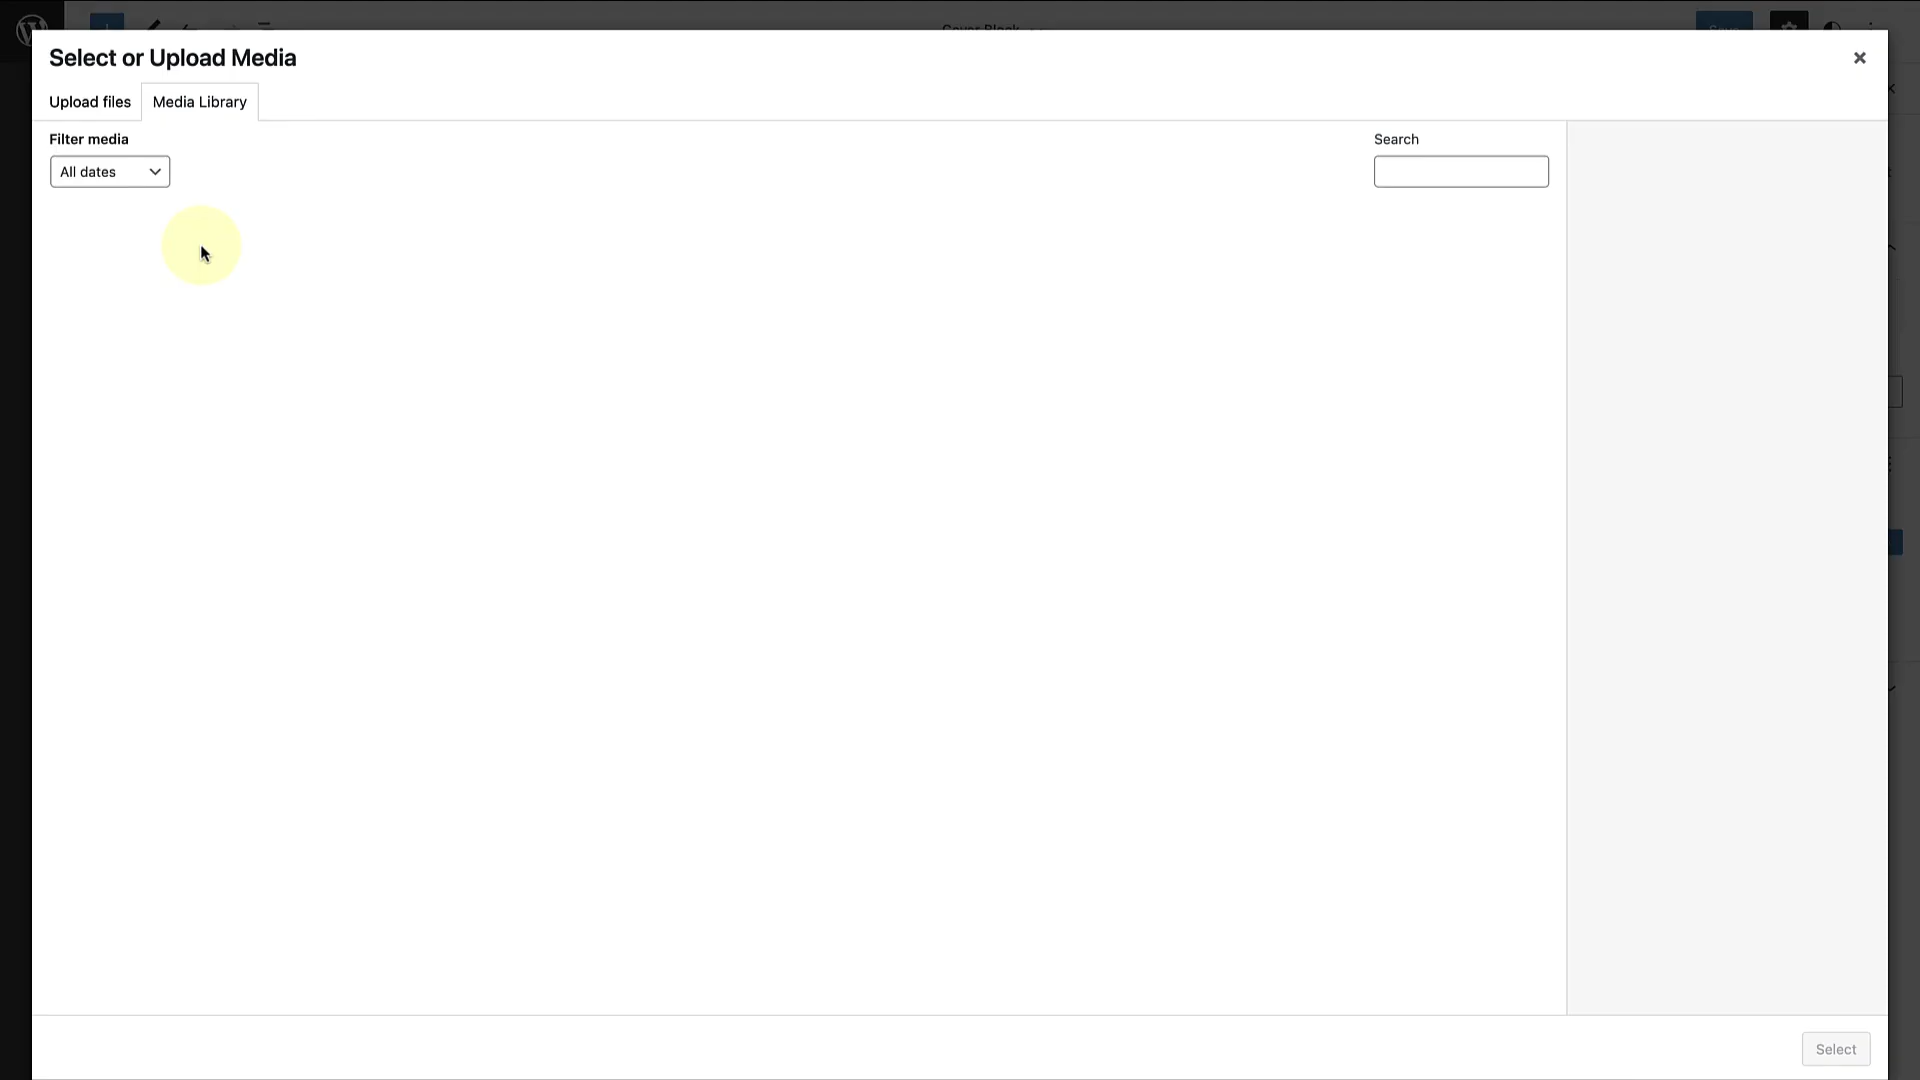 Select or Upload Media
Upload files
Media Library
Filter media
Search
All dates
Select